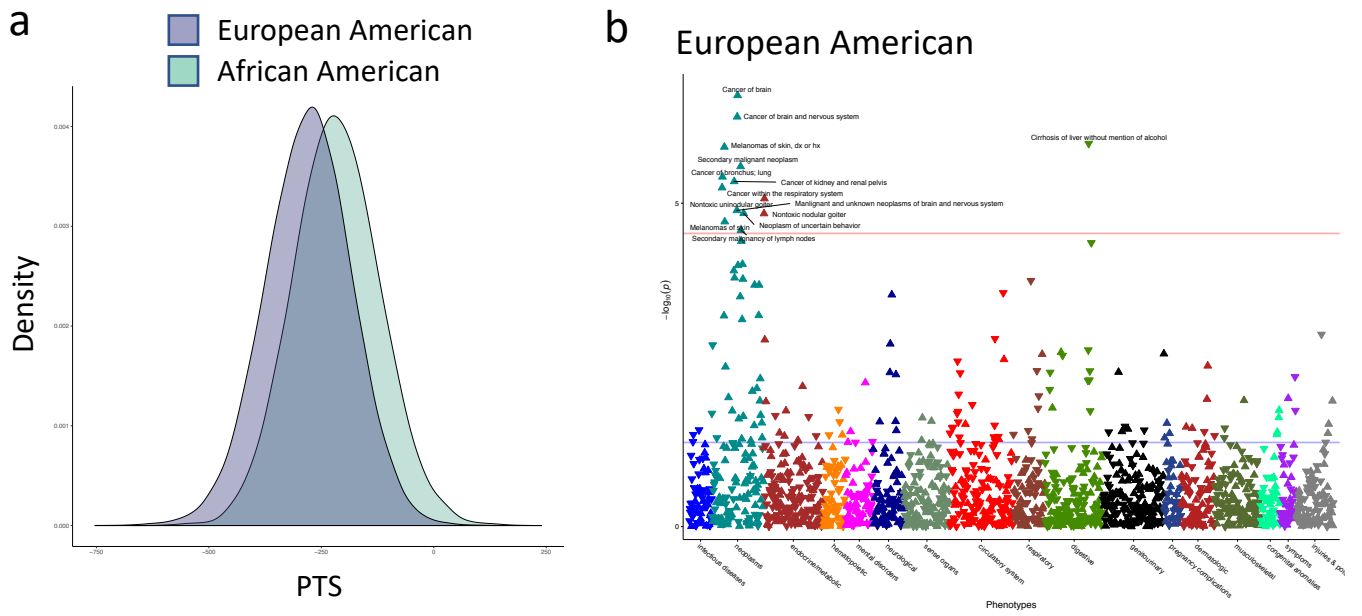 a
European American
African American
Density
0.004
0.003
0.002
0.001
0.000
−750
−500
−250
0
250
PTS
b
European American
Cancer of brain
Cancer of brain and nervous system
Cirrhosis of liver without mention of alcohol
Melanomas of skin, dx or hx
Secondary malignant neoplasm
Cancer of bronchus; lung
Cancer of kidney and renal pelvis
Cancer within the respiratory system
Nontoxic uninodular goiter
Manlignant and unknown neoplasms of brain and nervous system
Nontoxic nodular goiter
Neoplasm of uncertain behavior
Melanomas of skin
Secondary malignancy of lymph nodes
−log10(p)
5
0
infectious diseases
neoplasms
endocrine/metabolic
hematopoietic
mental disorders
neurological
sense organs
circulatory system
respiratory
digestive
genitourinary
pregnancy complications
dermatologic
musculoskeletal
congenital anomalies
symptoms
injuries & poi
Phenotypes